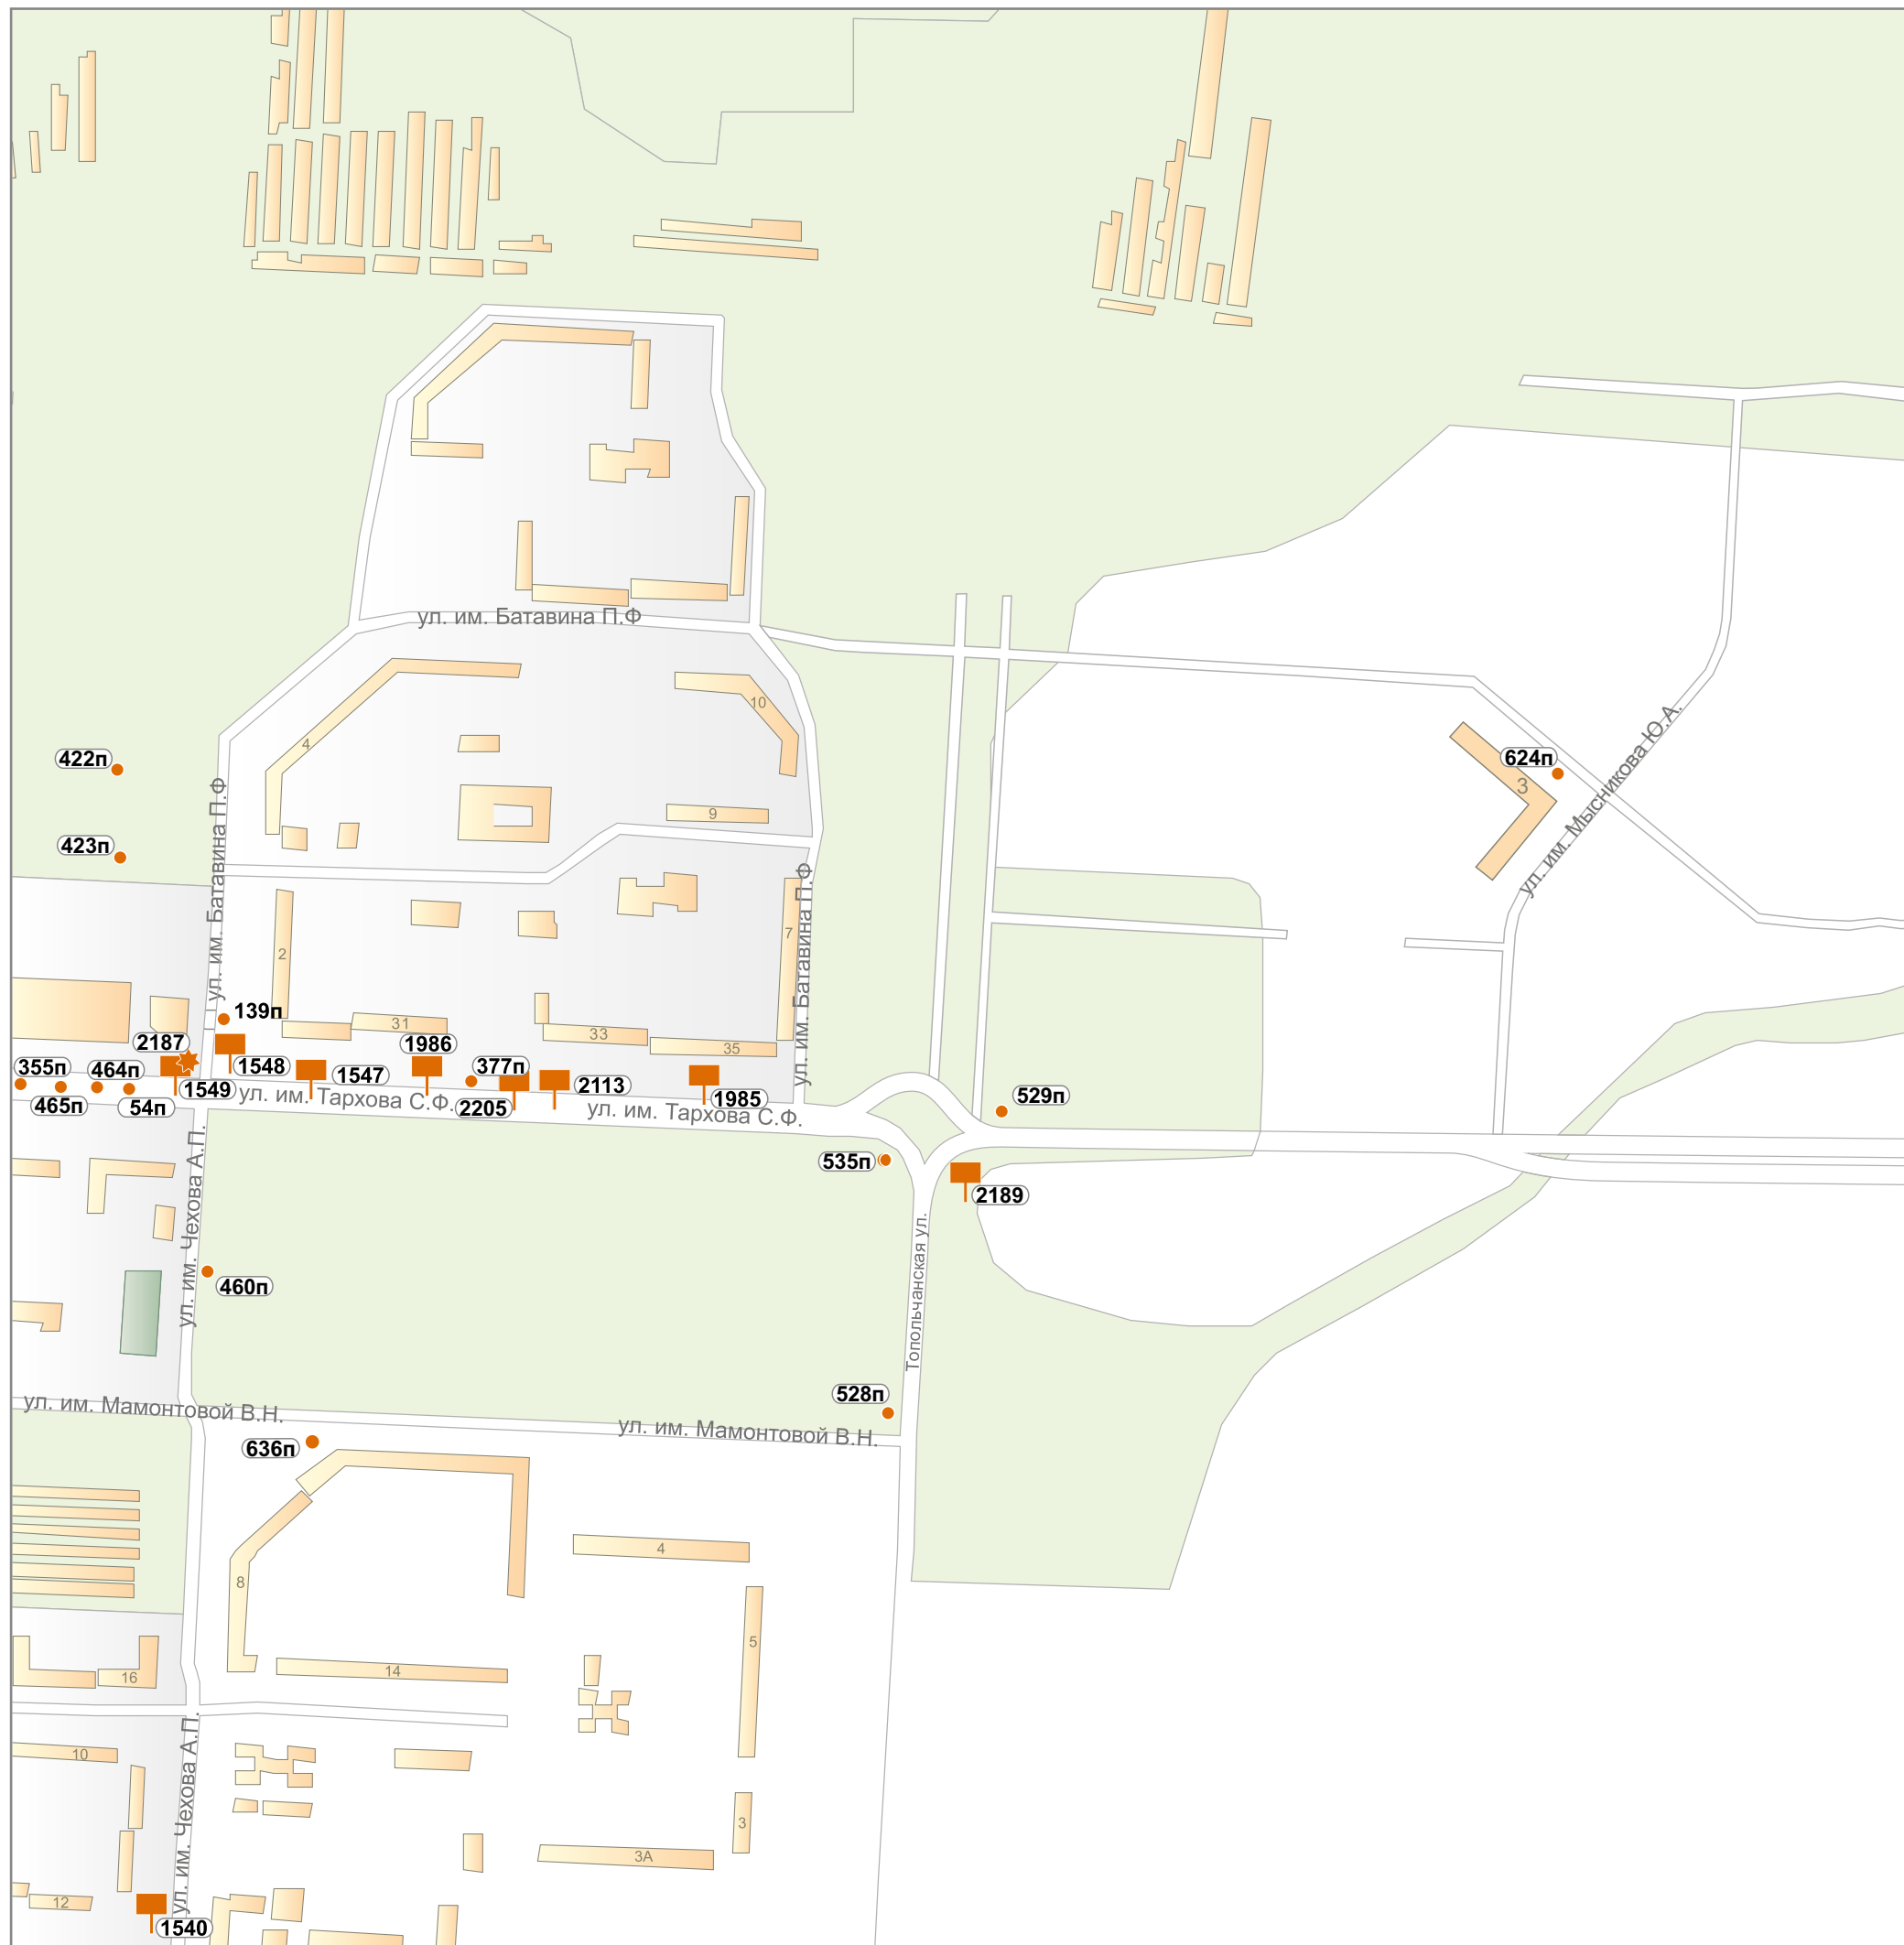 ул. им. Батавина П.Ф
10
4
422п
624п
3
9
423п
ул. им. Мысникова Ю.А.
ул. им. Батавина П.Ф
ул. им. Батавина П.Ф
2
7
139п
31
33
35
2187
1986
1548
355п
464п
1547
377п
1549
2113
465п
54п
2205
1985
529п
ул. им. Тархова С.Ф.
ул. им. Тархова С.Ф.
535п
2189
ул. им. Чехова А.П.
Топольчанская ул.
460п
528п
ул. им. Мамонтовой В.Н.
ул. им. Мамонтовой В.Н.
636п
4
8
5
14
16
10
ул. им. Чехова А.П.
3
3А
12
1540